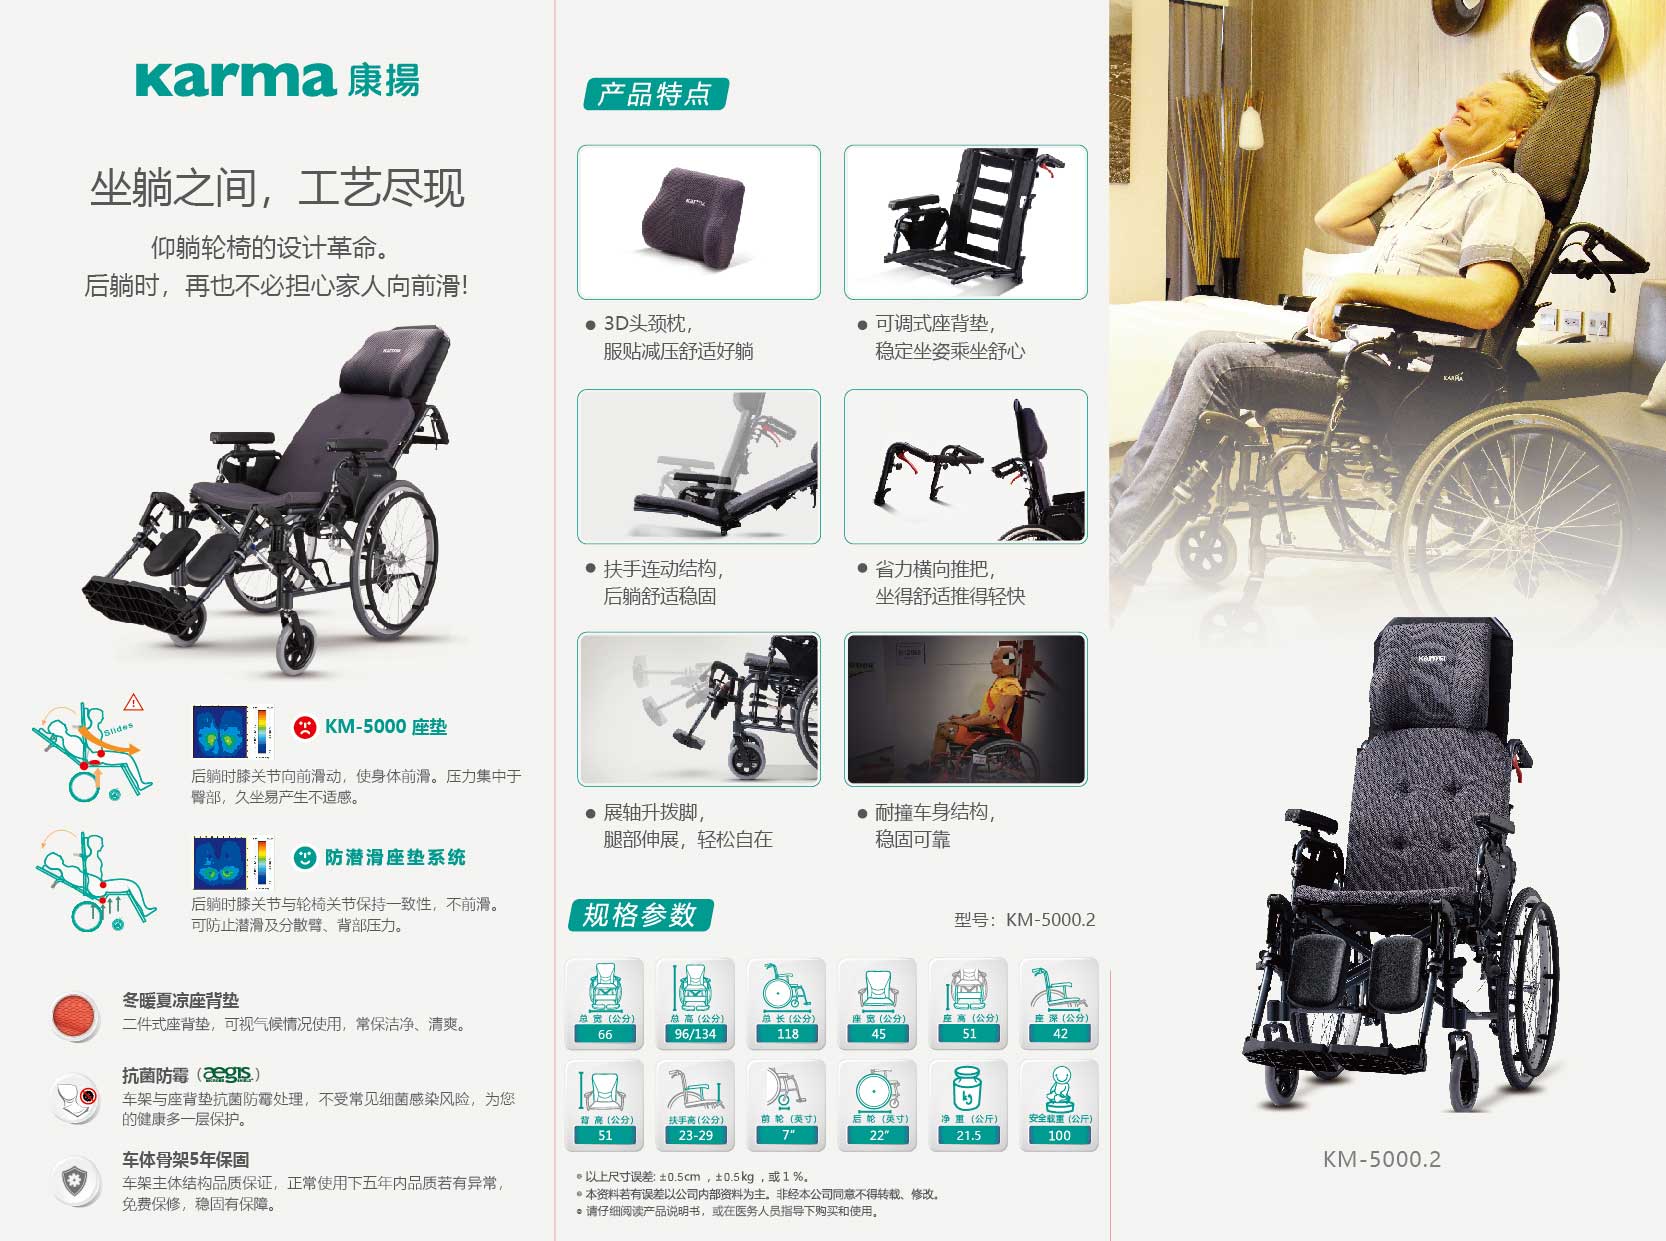 Karma 康揚
坐躺之间，工艺尽现
仰躺轮椅的设计革命。
后躺时，再也不必担心家人向前滑!
KARMA
Slides
KM-5000 座垫
后躺时膝关节向前滑动，使身体前滑。压力集中于
臀部，久坐易产生不适感。
防潜滑座垫系统
后躺时膝关节与轮椅关节保持一致性，不前滑。
可防止潜滑及分散臀、背部压力。
冬暖夏凉座背垫
二件式座背垫，可视气候情况使用，常保洁净、清爽。
抗菌防霉（aegis）
车架与座背垫抗菌防霉处理，不受常见细菌感染风险，为您
的健康多一层保护。
车体骨架5年保固
车架主体结构品质保证，正常使用下五年内品质若有异常，
免费保修，稳固有保障。
产品特点
KARMA
● 3D头颈枕，
服贴减压舒适好躺
● 可调式座背垫，
稳定坐姿乘坐舒心
● 扶手连动结构，
后躺舒适稳固
● 省力横向推把，
坐得舒适推得轻快
● 展轴升拨脚，
腿部伸展，轻松自在
● 耐撞车身结构，
稳固可靠
规格参数
型号：KM-5000.2
总 宽 (公分)
66
总 高 (公分)
96/134
总 长 (公分)
118
座 宽 (公分)
45
座 高 (公分)
51
座 深 (公分)
42
背 高 (公分)
51
扶手高(公分)
23-29
前 轮 (英寸)
7"
后 轮 (英寸)
22"
kg
净 重 (公斤)
21.5
安全载重 (公斤)
100
● 以上尺寸误差: ±0.5cm ，±0.5kg ，或 1 %。
● 本资料若有误差以公司内部资料为主。非经本公司同意不得转载、修改。
● 请仔细阅读产品说明书，或在医务人员指导下购买和使用。
KARMA
Karma
KM-5000.2